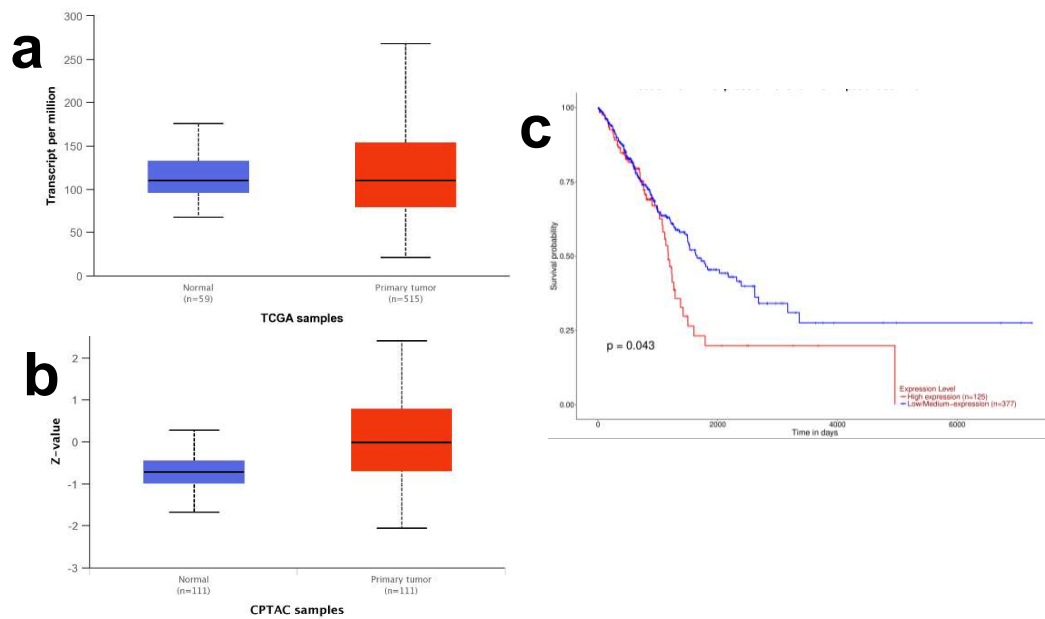 a
Transcript per million
300
250
200
150
100
50
0
Normal
(n=59)
Primary tumor
(n=515)
TCGA samples
b
Z-value
2
1
0
-1
-2
-3
Normal
(n=111)
Primary tumor
(n=111)
CPTAC samples
c
Survival probability
100
0.75
0.50
0.25
0.00
p = 0.043
Expression Level
High expression (n=125)
Low/Medium-expression (n=377)
0
2000
4000
6000
Time in days